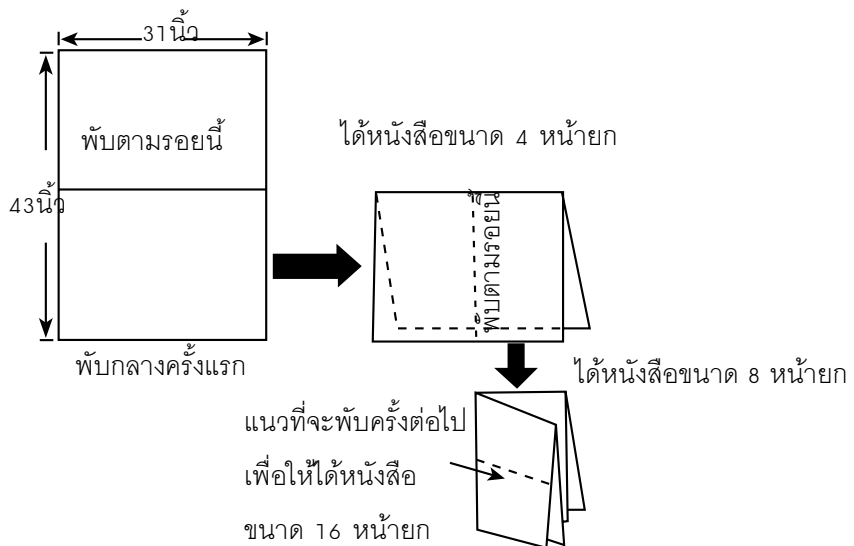 31นิ้ว
พับตามรอยนี้
43นิ้ว
พับกลางครั้งแรก
ได้หนังสือขนาด 4 หน้ายก
พับตามรอยนี้
ได้หนังสือขนาด 8 หน้ายก
แนวที่จะพับครั้งต่อไป
เพื่อให้ได้หนังสือ
ขนาด 16 หน้ายก